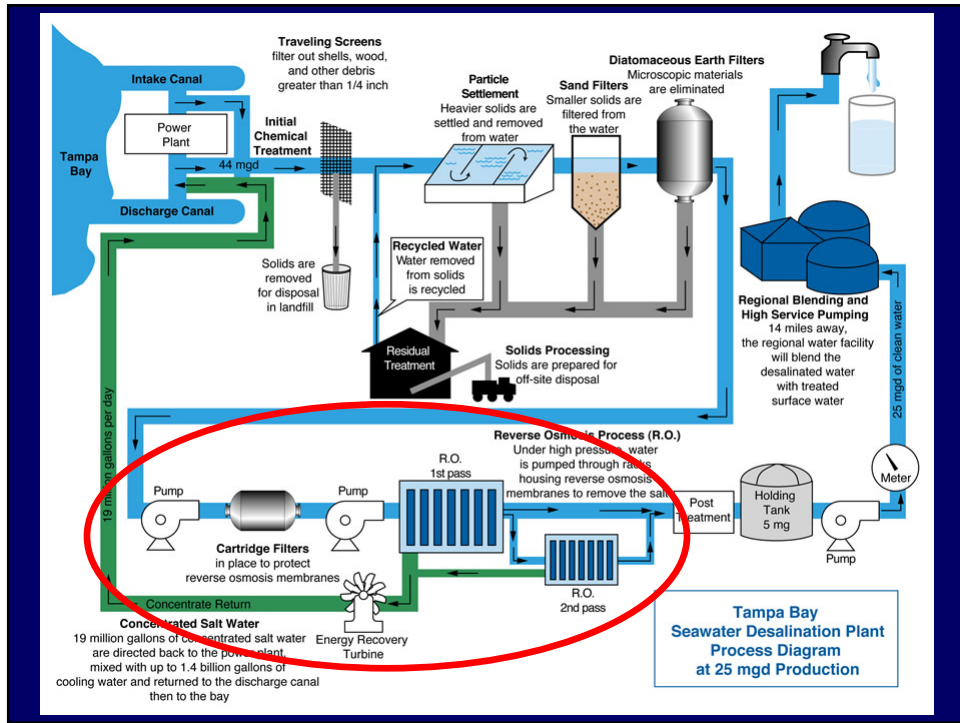 Traveling Screens
filter out shells, wood,
and other debris
greater than 1/4 inch
Intake Canal
Power
Plant
Tampa
Bay
44 mgd
Discharge Canal
Initial
Chemical
Treatment
Particle
Settlement
Heavier solids are
settled and removed
from water
Sand Filters
Smaller solids are
filtered from
the water
Diatomaceous Earth Filters
Microscopic materials
are eliminated
Solids are
removed
for disposal
in landfill
Recycled Water
Water removed
from solids
is recycled
Residual
Treatment
Solids Processing
Solids are prepared for
off-site disposal
Regional Blending and
High Service Pumping
14 miles away,
the regional water facility
will blend the
desalinated water
with treated
surface water
25 mgd of clean water
19 million gallons per day
Reverse Osmosis Process (R.O.)
Under high pressure, water
is pumped through racks
housing reverse osmosis
membranes to remove the salt
Pump
Cartridge Filters
in place to protect
reverse osmosis membranes
Pump
R.O.
1st pass
R.O.
2nd pass
Post
Treatment
Holding
Tank
5 mg
Pump
Meter
Concentrate Return
Energy Recovery
Turbine
Concentrated Salt Water
19 million gallons of concentrated salt water
are directed back to the power plant,
mixed with up to 1.4 billion gallons of
cooling water and returned to the discharge canal
then to the bay
Tampa Bay
Seawater Desalination Plant
Process Diagram
at 25 mgd Production